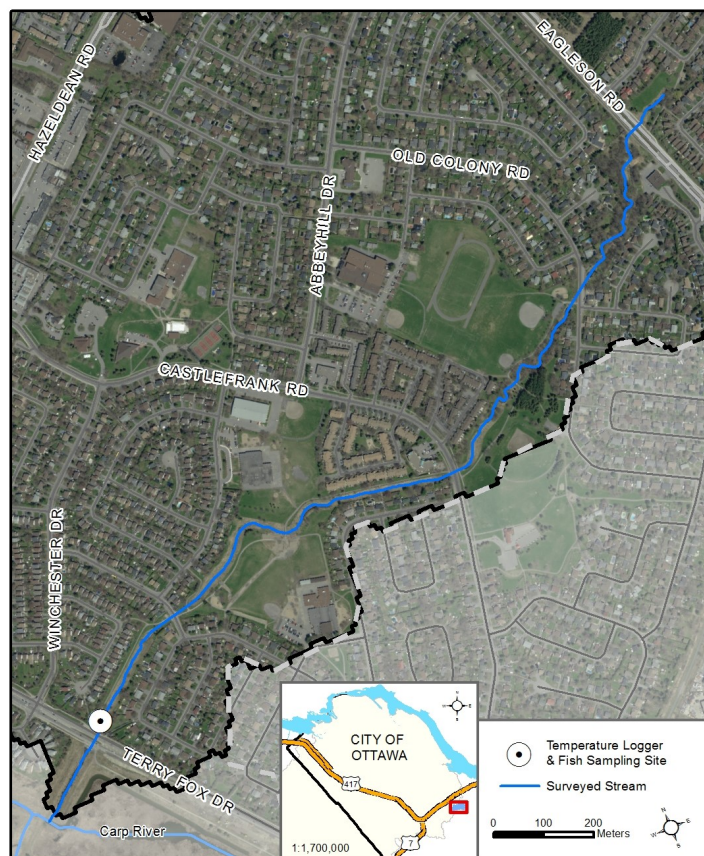 EAGLESON RD
HAZELDEAN RD
OLD COLONY RD
ABBEYHILL DR
CASTLEFRANK RD
WINCHESTER DR
TERRY FOX DR
Carp River
N
W E
S
CITY OF
OTTAWA
417
7
1:1,700,000
Temperature Logger
& Fish Sampling Site
Surveyed Stream
0 100 200
Meters
N
W E
S